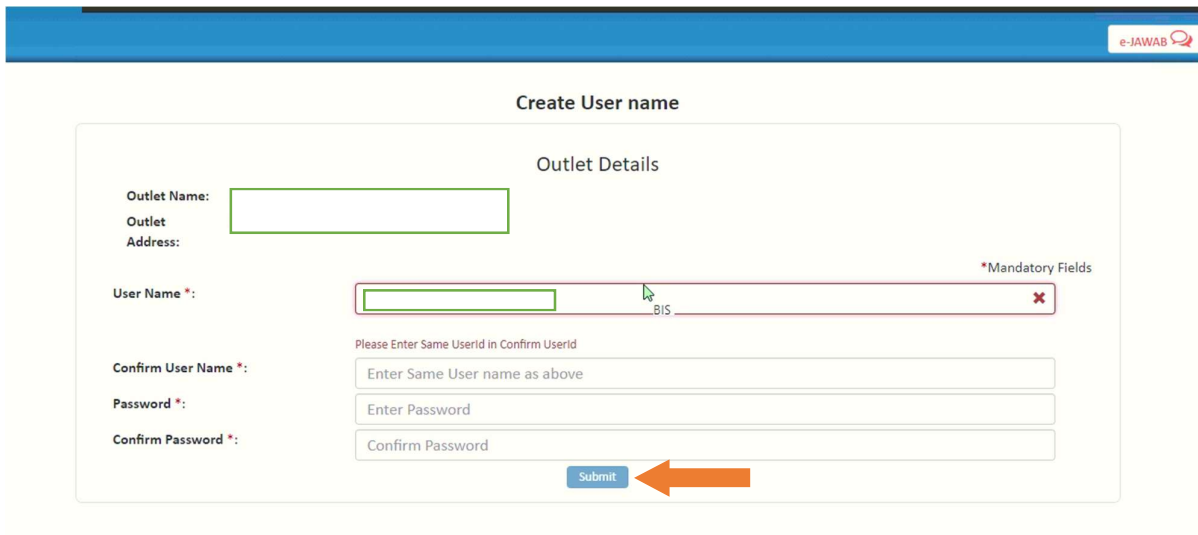 e-JAWAB
Create User name
Outlet Details
Outlet Name:
Outlet
Address:
*Mandatory Fields
User Name *:
BIS
Please Enter Same UserId in Confirm UserId
Confirm User Name *:
Enter Same User name as above
Password *:
Enter Password
Confirm Password *:
Confirm Password
Submit